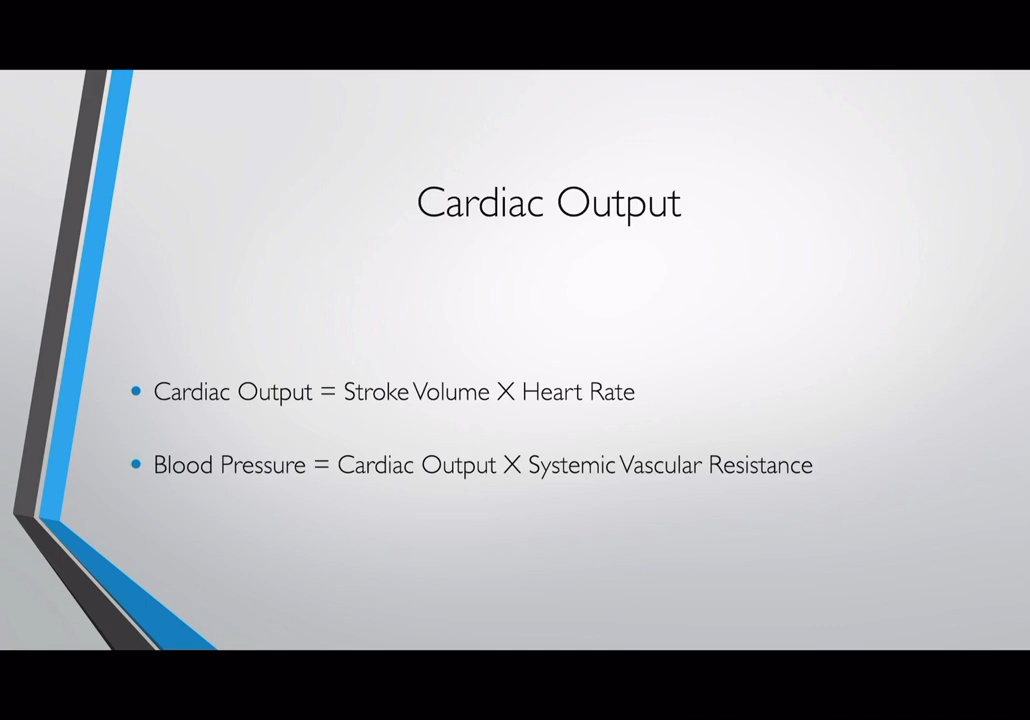 Cardiac Output
• Cardiac Output = Stroke Volume X Heart Rate
• Blood Pressure = Cardiac Output X Systemic Vascular Resistance